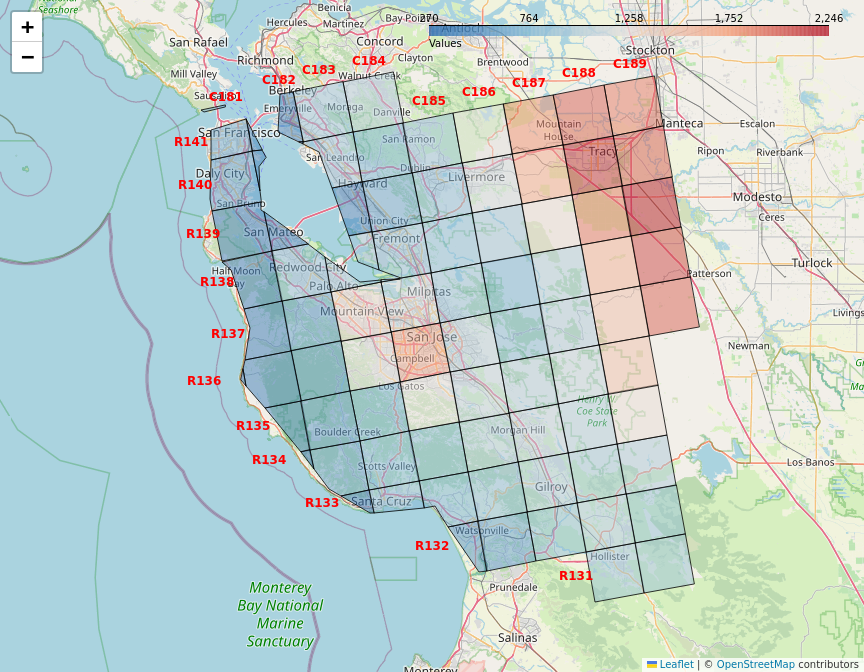 National
Seashore
Benicia
Hercules
Martinez
Bay Point
Antioch
270
764
1,258
1,752
2,246
Values
+
−
San Rafael
Mill Valley
Richmond
Concord
Clayton
Brentwood
Stockton
Walnut Creek
Berkeley
Emeryville
Moraga
Danville
C181
C182
C183
C184
C185
C186
C187
C188
C189
San Francisco
Daly City
San Bruno
San Leandro
San Ramon
Dublin
Livermore
Mountain
House
Tracy
Manteca
Escalon
Ripon
Riverbank
Modesto
Ceres
Turlock
Patterson
Livings
Newman
Hayward
Union City
Fremont
San Mateo
Half Moon
Redwood City
Palo Alto
Milpitas
Mountain View
San Jose
Campbell
Los Gatos
Boulder Creek
Scotts Valley
Santa Cruz
Morgan Hill
Henry W
Coe State
Park
Gilroy
Watsonville
Hollister
Prunedale
Salinas
Monterey
Los Banos
R141
R140
R139
R138
R137
R136
R135
R134
R133
R132
R131
Monterey
Bay National
Marine
Sanctuary
Leaflet | © OpenStreetMap contributors